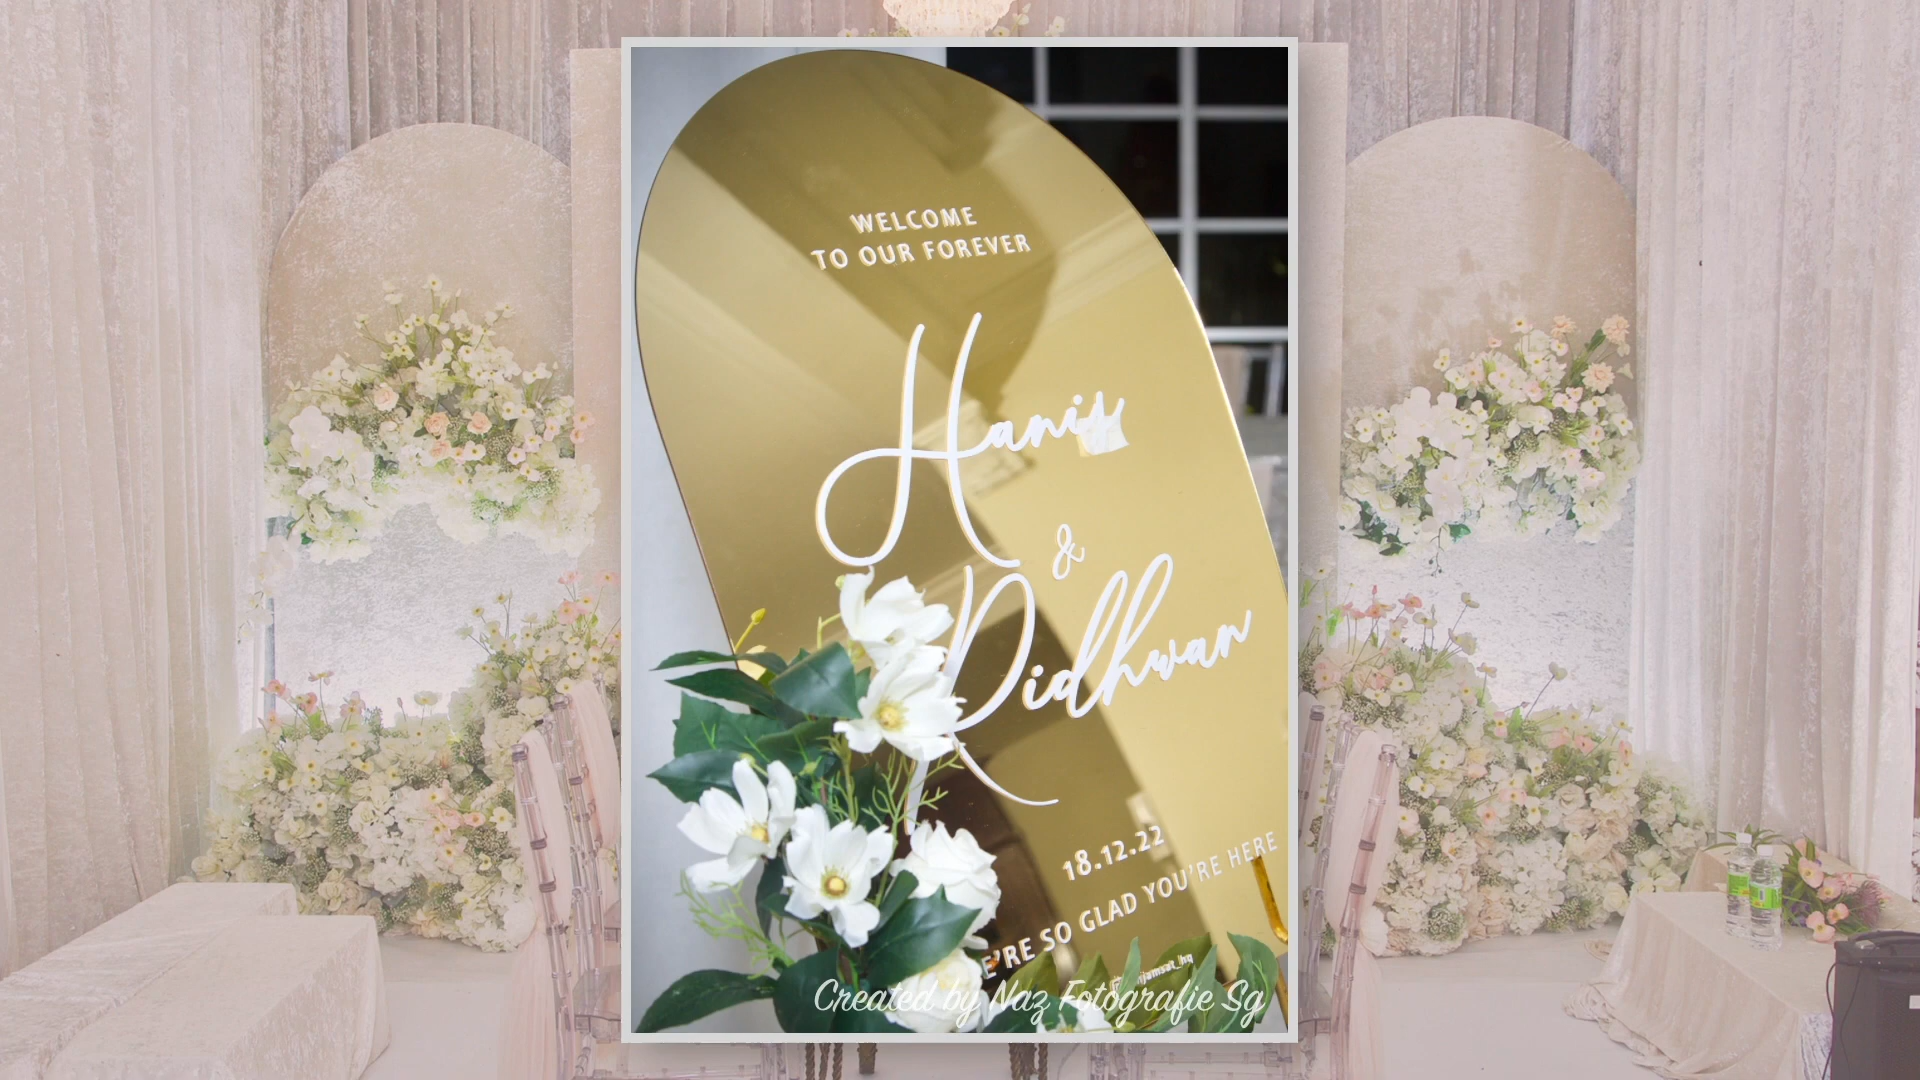 WELCOME
TO OUR FOREVER
Hanis
&
Ridhwan
18.12.22
E'RE SO GLAD YOU'RE HERE
Created by Naz Fotografie Sg